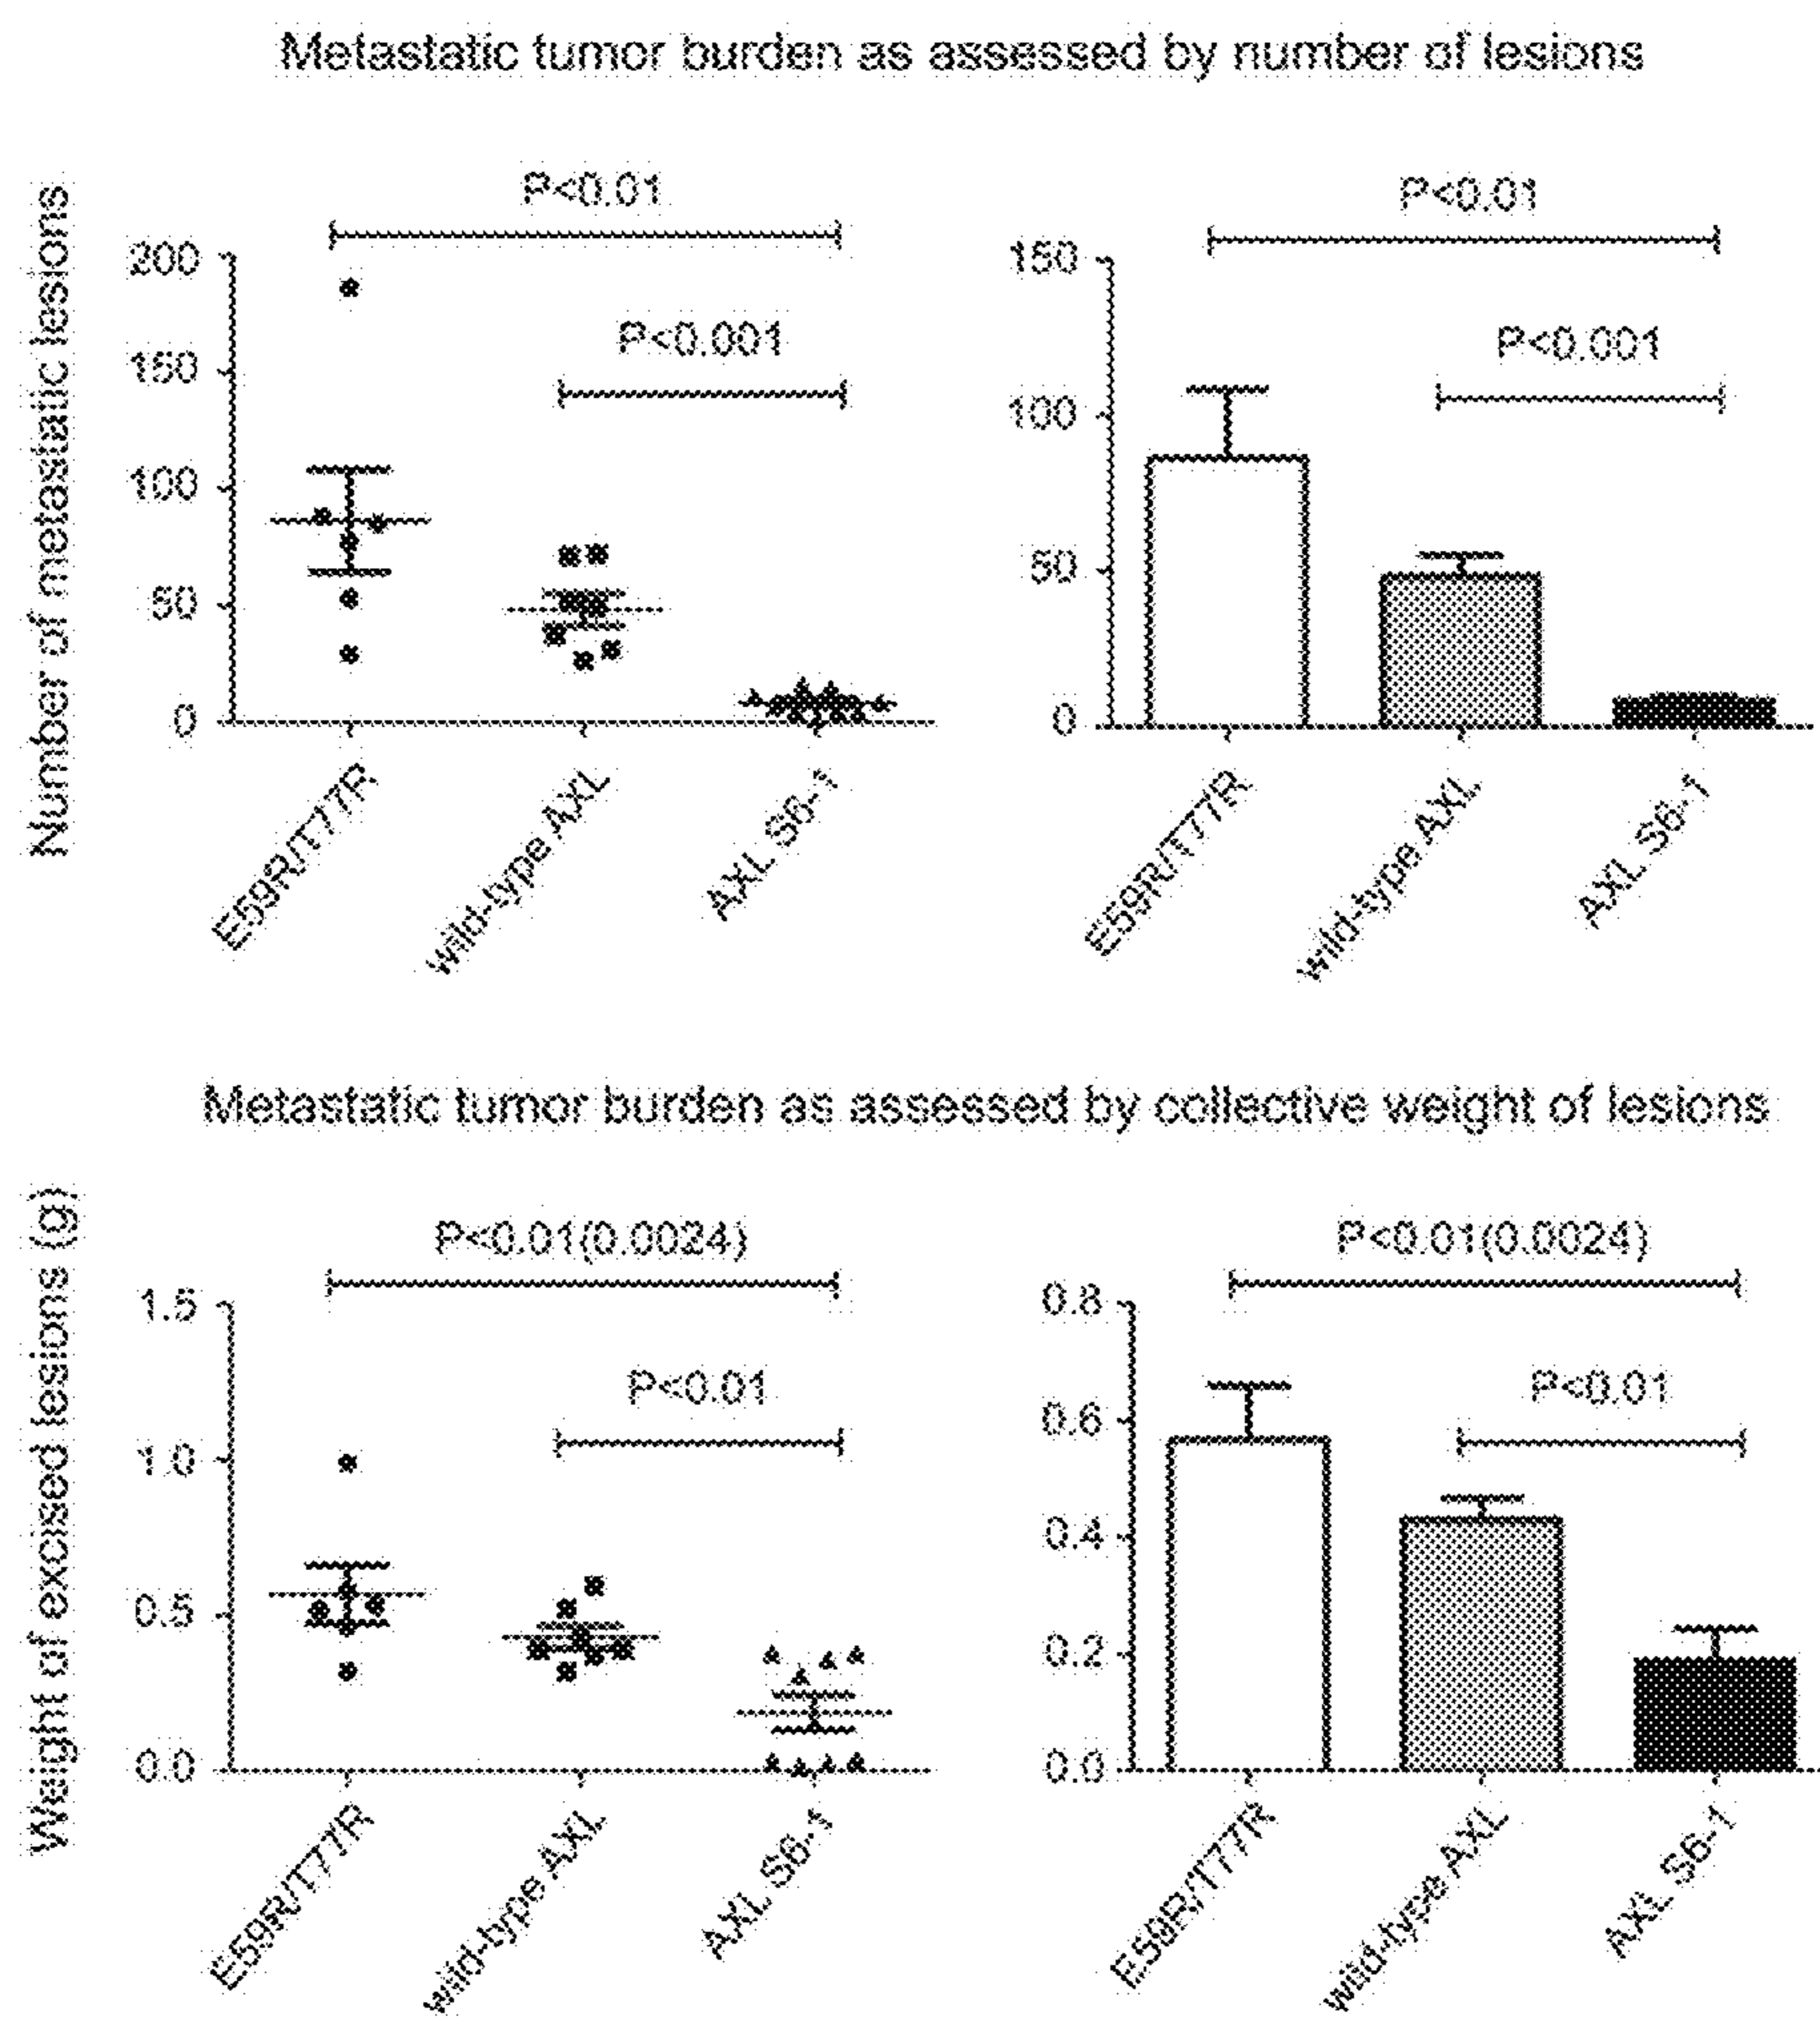 Metastatic tumor burden as assessed by number of lesions
Number of metastatic lesions
P<0.01
P<0.001
200
150
100
50
0
E59R/T77R
wild-type AXL
AXL S6-1
P<0.01
P<0.001
150
100
50
0
E59R/T77R
wild-type AXL
AXL S6-1
Metastatic tumor burden as assessed by collective weight of lesions
Weight of excised lesions (g)
P<0.01(0.0024)
P<0.01
1.5
1.0
0.5
0.0
E59R/T77R
wild-type AXL
AXL S6-1
P<0.01(0.0024)
P<0.01
0.8
0.6
0.4
0.2
0.0
E59R/T77R
wild-type AXL
AXL S6-1